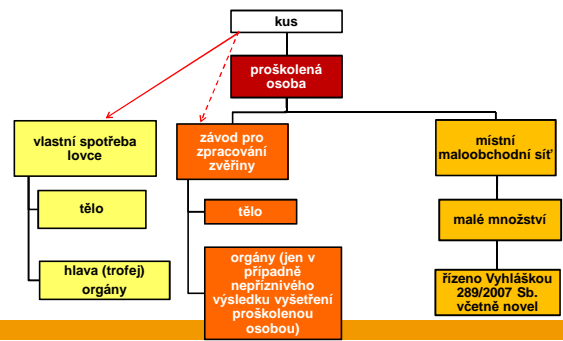 kus
proškolená
osoba
vlastní spotřeba
lovce
tělo
hlava (trofej)
orgány
závod pro
zpracování
zvěřiny
tělo
orgány (jen v
případně
nepříznivého
výsledku vyšetření
proškolenou
osobou)
místní
maloobchodní síť
malé množství
řízeno Vyhláškou
289/2007 Sb.
včetně novel